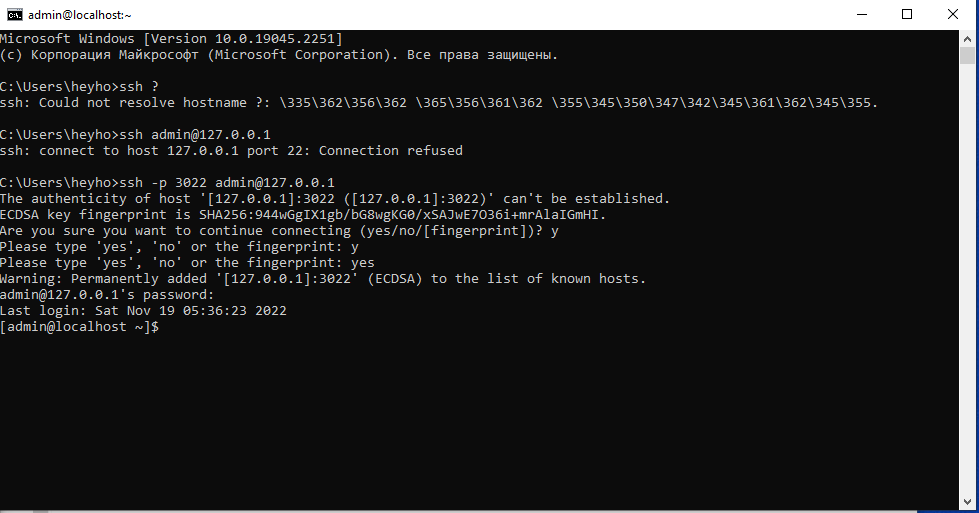 admin@localhost:~
Microsoft Windows [Version 10.0.19045.2251]
(c) Корпорация Майкрософт (Microsoft Corporation). Все права защищены.
C:\Users\heyho>ssh ?
ssh: Could not resolve hostname ?: \335\362\356\362 \365\356\361\362 \355\345\350\347\342\345\361\362\345\355.
C:\Users\heyho>ssh admin@127.0.0.1
ssh: connect to host 127.0.0.1 port 22: Connection refused
C:\Users\heyho>ssh -p 3022 admin@127.0.0.1
The authenticity of host '[127.0.0.1]:3022 ([127.0.0.1]:3022)' can't be established.
ECDSA key fingerprint is SHA256:944wGgIX1gb/bG8wgKG0/xSAJwE7O36i+mrAlaIGmHI.
Are you sure you want to continue connecting (yes/no/[fingerprint])? y
Please type 'yes', 'no' or the fingerprint: y
Please type 'yes', 'no' or the fingerprint: yes
Warning: Permanently added '[127.0.0.1]:3022' (ECDSA) to the list of known hosts.
admin@127.0.0.1's password:
Last login: Sat Nov 19 05:36:23 2022
[admin@localhost ~]$